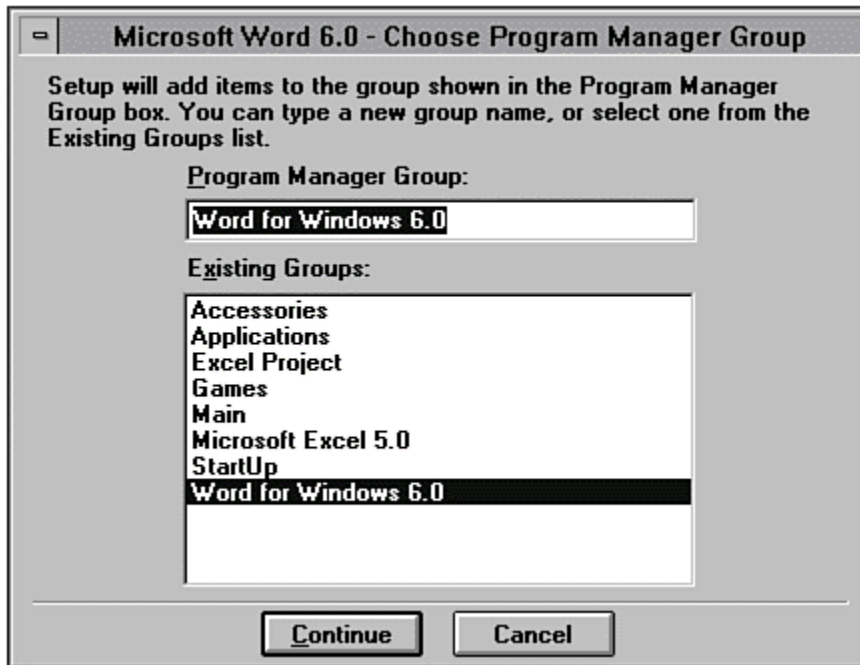 Microsoft Word 6.0 - Choose Program Manager Group
Setup will add items to the group shown in the Program Manager
Group box. You can type a new group name, or select one from the
Existing Groups list.
Program Manager Group:
Word for Windows 6.0
Existing Groups:
Accessories
Applications
Excel Project
Games
Main
Microsoft Excel 5.0
StartUp
Word for Windows 6.0
Continue Cancel